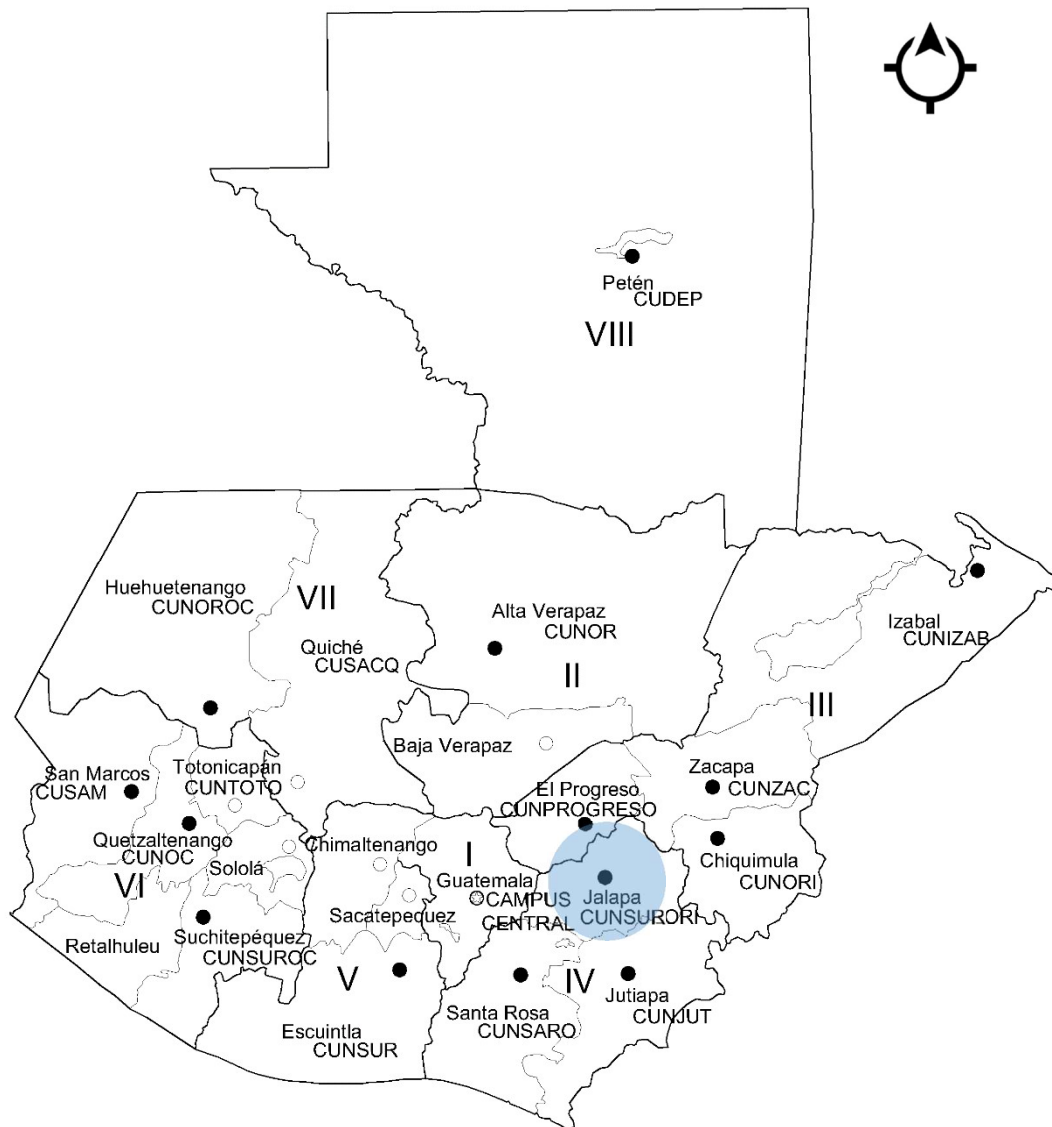 Petén
CUDEP
VIII
Huehuetenango
CUNOROC
VII
Quiché
CUSACQ
Alta Verapaz
CUNOR
II
Izabal
CUNIZAB
III
Baja Verapaz
San Marcos
CUSAM
Totonicapán
CUNTOTO
El Progreso
CUNPROGRESO
Zacapa
CUNZAC
Quetzaltenango
CUNOC
VI
Sololá
Chimaltenango
I
Guatemala
CAMPUS
CENTRAL
Jalapa
CUNSURORI
Chiquimula
CUNORI
Retalhuleu
Suchitepéquez
CUNSUROC
Sacatepequez
V
Escuintla
CUNSUR
Santa Rosa
CUNSARO
IV
Jutiapa
CUNJUT